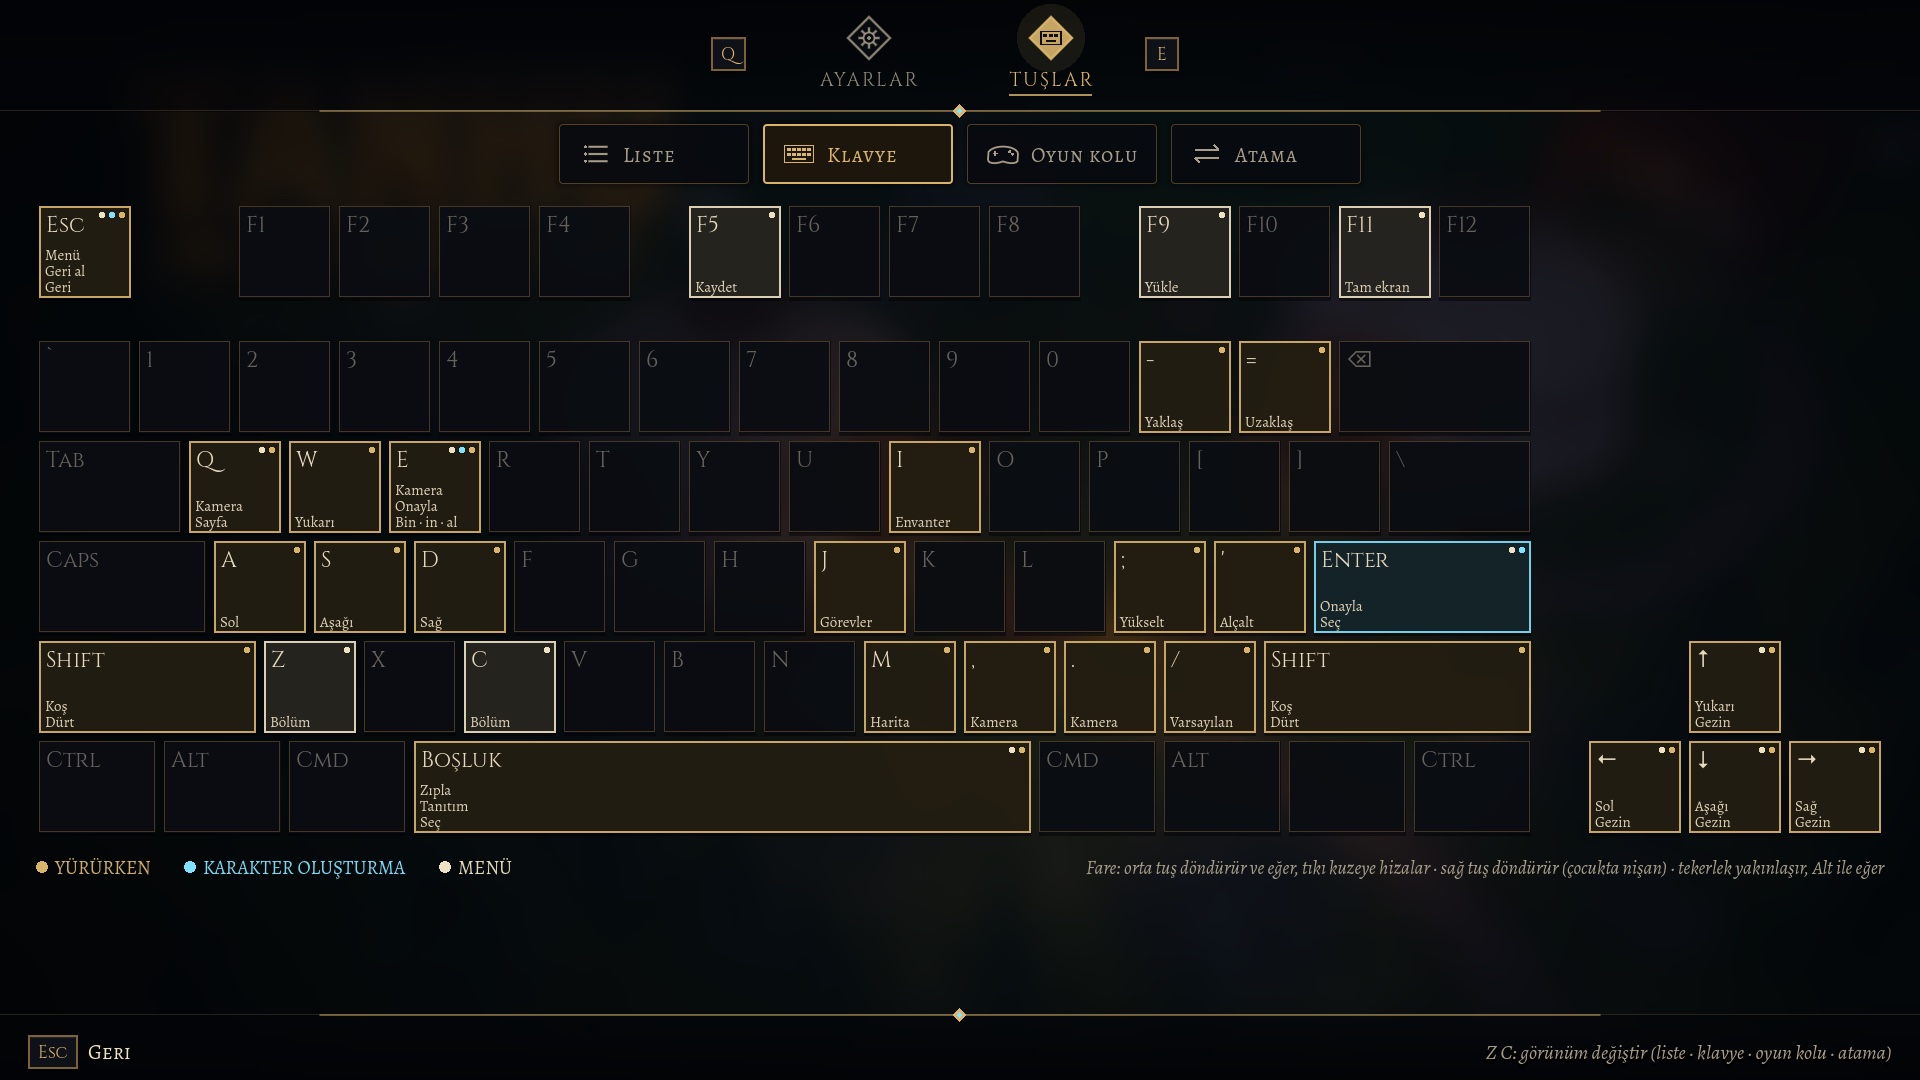 Q
AYARLAR
TUŞLAR
E
Liste
Klavye
Oyun kolu
Atama
Esc
Menü
Geri al
Geri
F1
F2
F3
F4
F5
Kaydet
F6
F7
F8
F9
Yükle
F10
F11
Tam ekran
F12
`
1
2
3
4
5
6
7
8
9
0
-
Yaklaş
=
Uzaklaş
Tab
Q
Kamera
Sayfa
W
Yukarı
E
Kamera
Onayla
Bin · in · al
R
T
Y
U
I
Envanter
O
P
[
]
\
Caps
A
Sol
S
Aşağı
D
Sağ
F
G
H
J
Görevler
K
L
;
Yükselt
'
Alçalt
Enter
Onayla
Seç
Shift
Koş
Dürt
Z
Bölüm
X
C
Bölüm
V
B
N
M
Harita
,
Kamera
.
Kamera
/
Varsayılan
Shift
Koş
Dürt
↑
Yukarı
Gezin
Ctrl
Alt
Cmd
Boşluk
Zıpla
Tanıtım
Seç
Cmd
Alt
Ctrl
←
Sol
Gezin
↓
Aşağı
Gezin
→
Sağ
Gezin
YÜRÜRKEN
KARAKTER OLUŞTURMA
MENÜ
Fare: orta tuş döndürür ve eğer, tıkı kuzeye hizalar · sağ tuş döndürür (çocukta nişan) · tekerlek yakınlaşır, Alt ile eğer
Esc Geri
Z C: görünüm değiştir (liste · klavye · oyun kolu · atama)